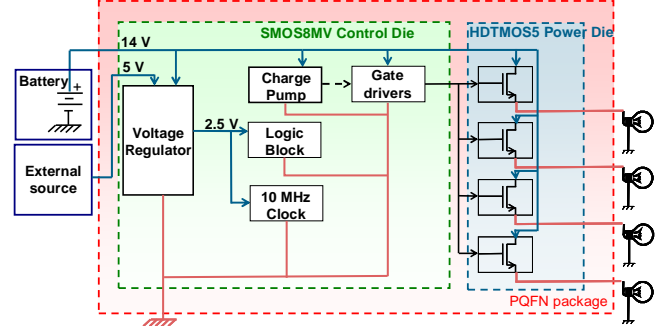 SMOS8MV Control Die
HDTMOS5 Power Die
14 V
5 V
Battery
+
Charge
Pump
Gate
drivers
Voltage
Regulator
2.5 V
Logic
Block
External
source
10 MHz
Clock
PQFN package